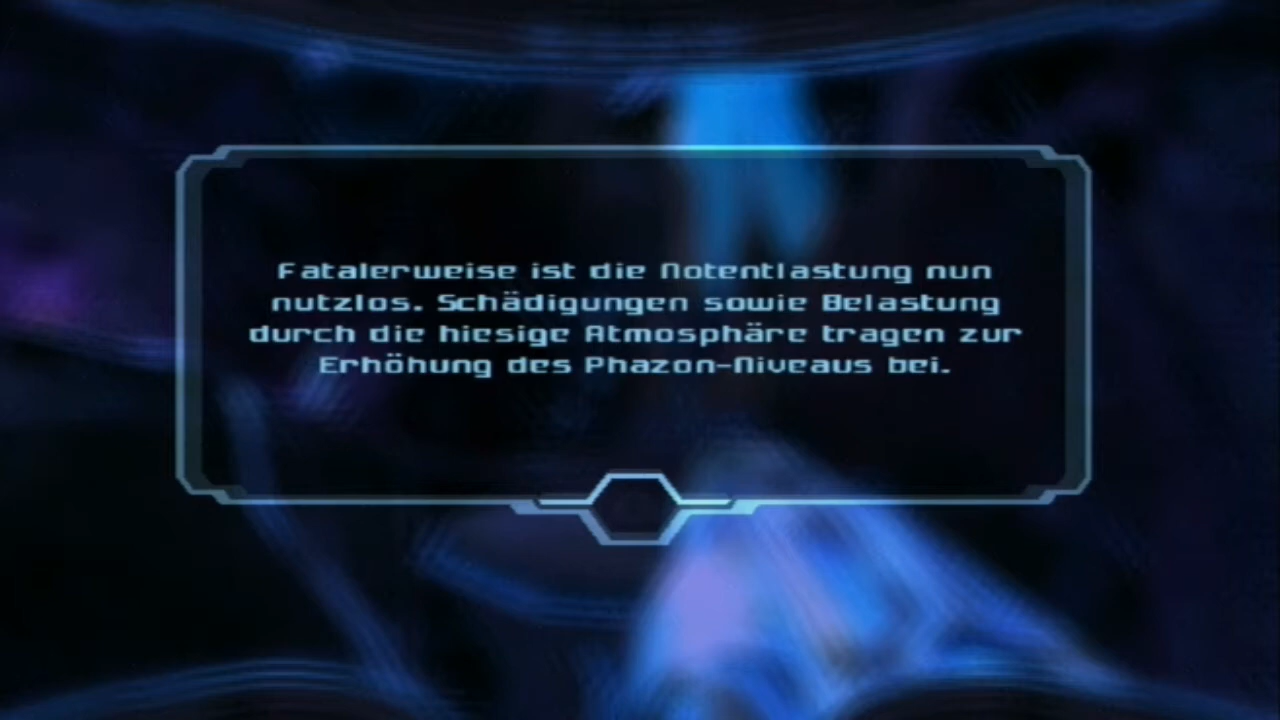 Fatalerweise ist die Notentlastung nun
nutzlos. Schädigungen sowie Belastung
durch die hiesige Atmosphäre tragen zur
Erhöhung des Phazon-Niveaus bei.